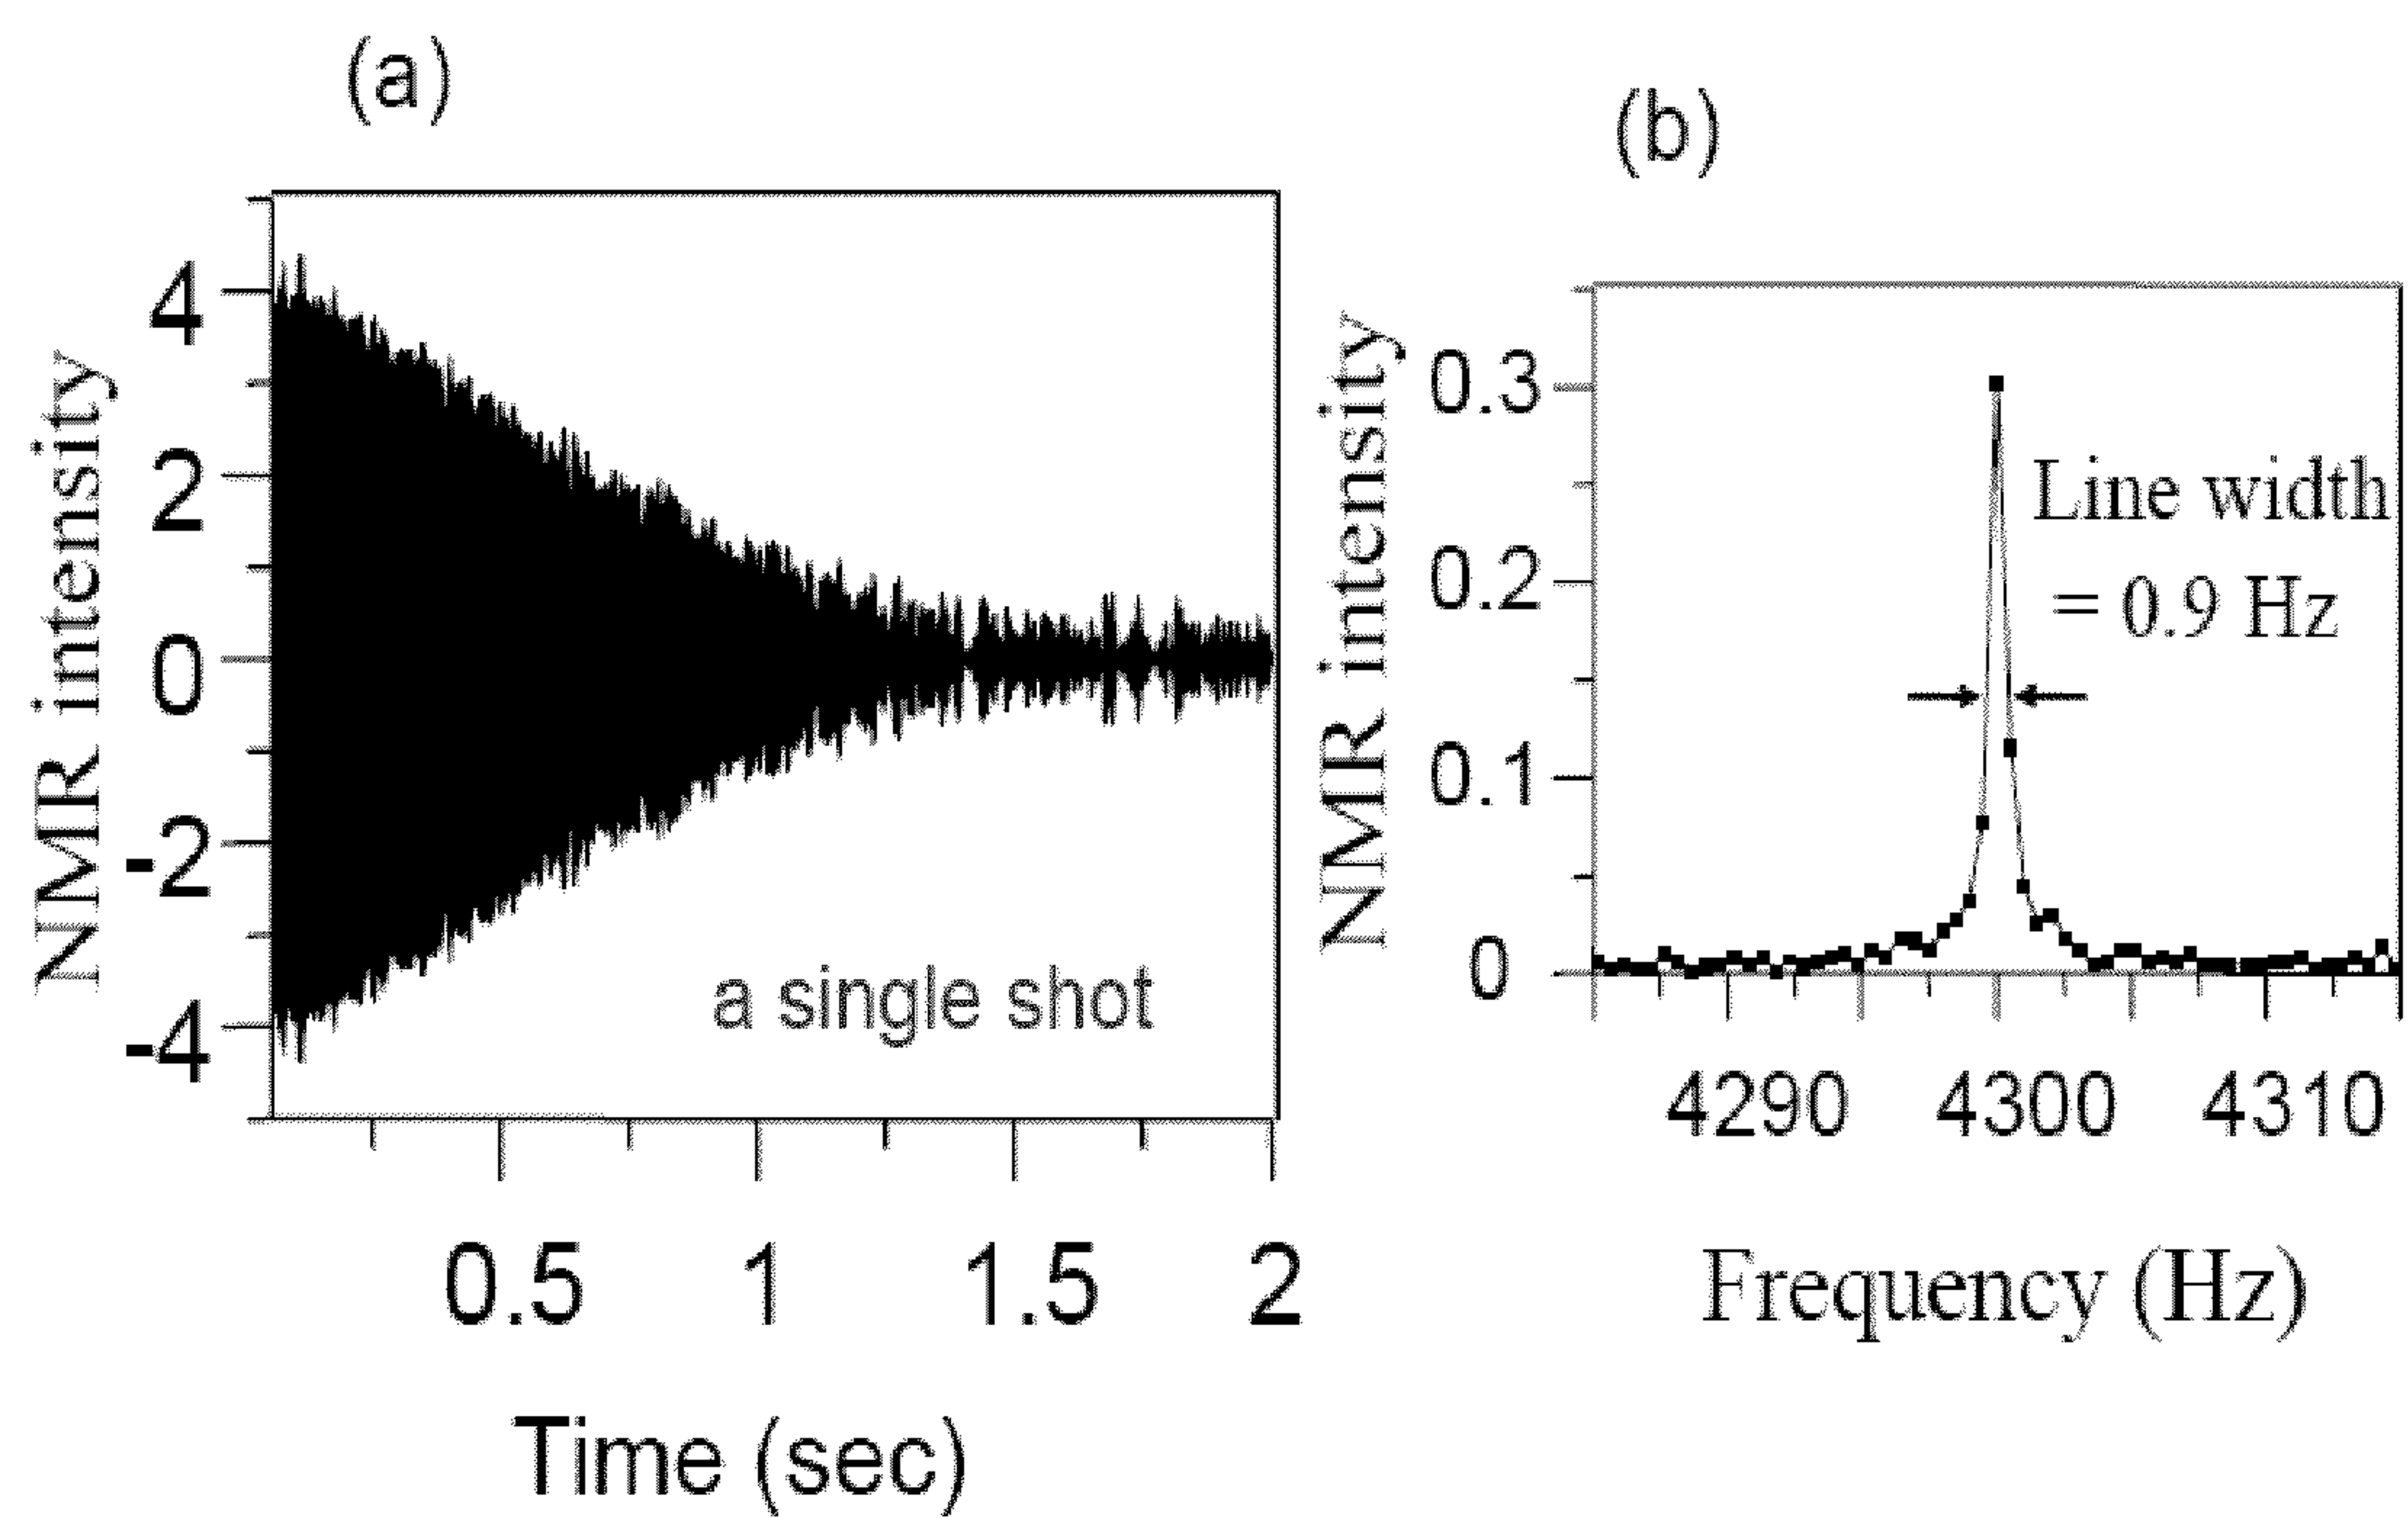 (a)
NMR intensity
4
2
0
-2
-4
a single shot
0.5 1 1.5 2
Time (sec)
(b)
NMR intensity
0.3
0.2
0.1
0
Line width
= 0.9 Hz
4290 4300 4310
Frequency (Hz)